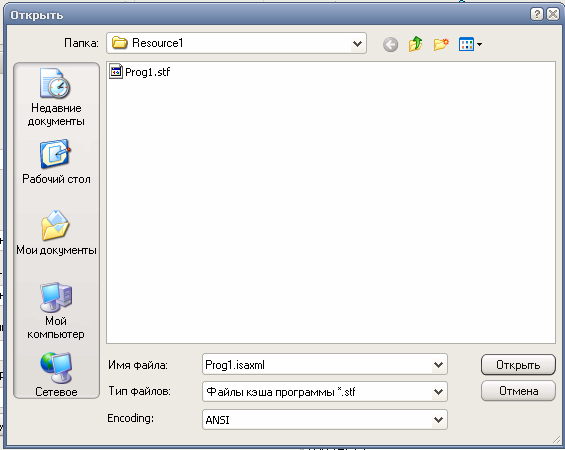 Открыть
Папка: Resource1
Prog1.stf
Недавние
документы
Рабочий стол
Мои документы
Мой
компьютер
Сетевое
Имя файла: Prog1.isaxml
Открыть
Тип файлов: Файлы кэша программы *.stf
Отмена
Encoding: ANSI